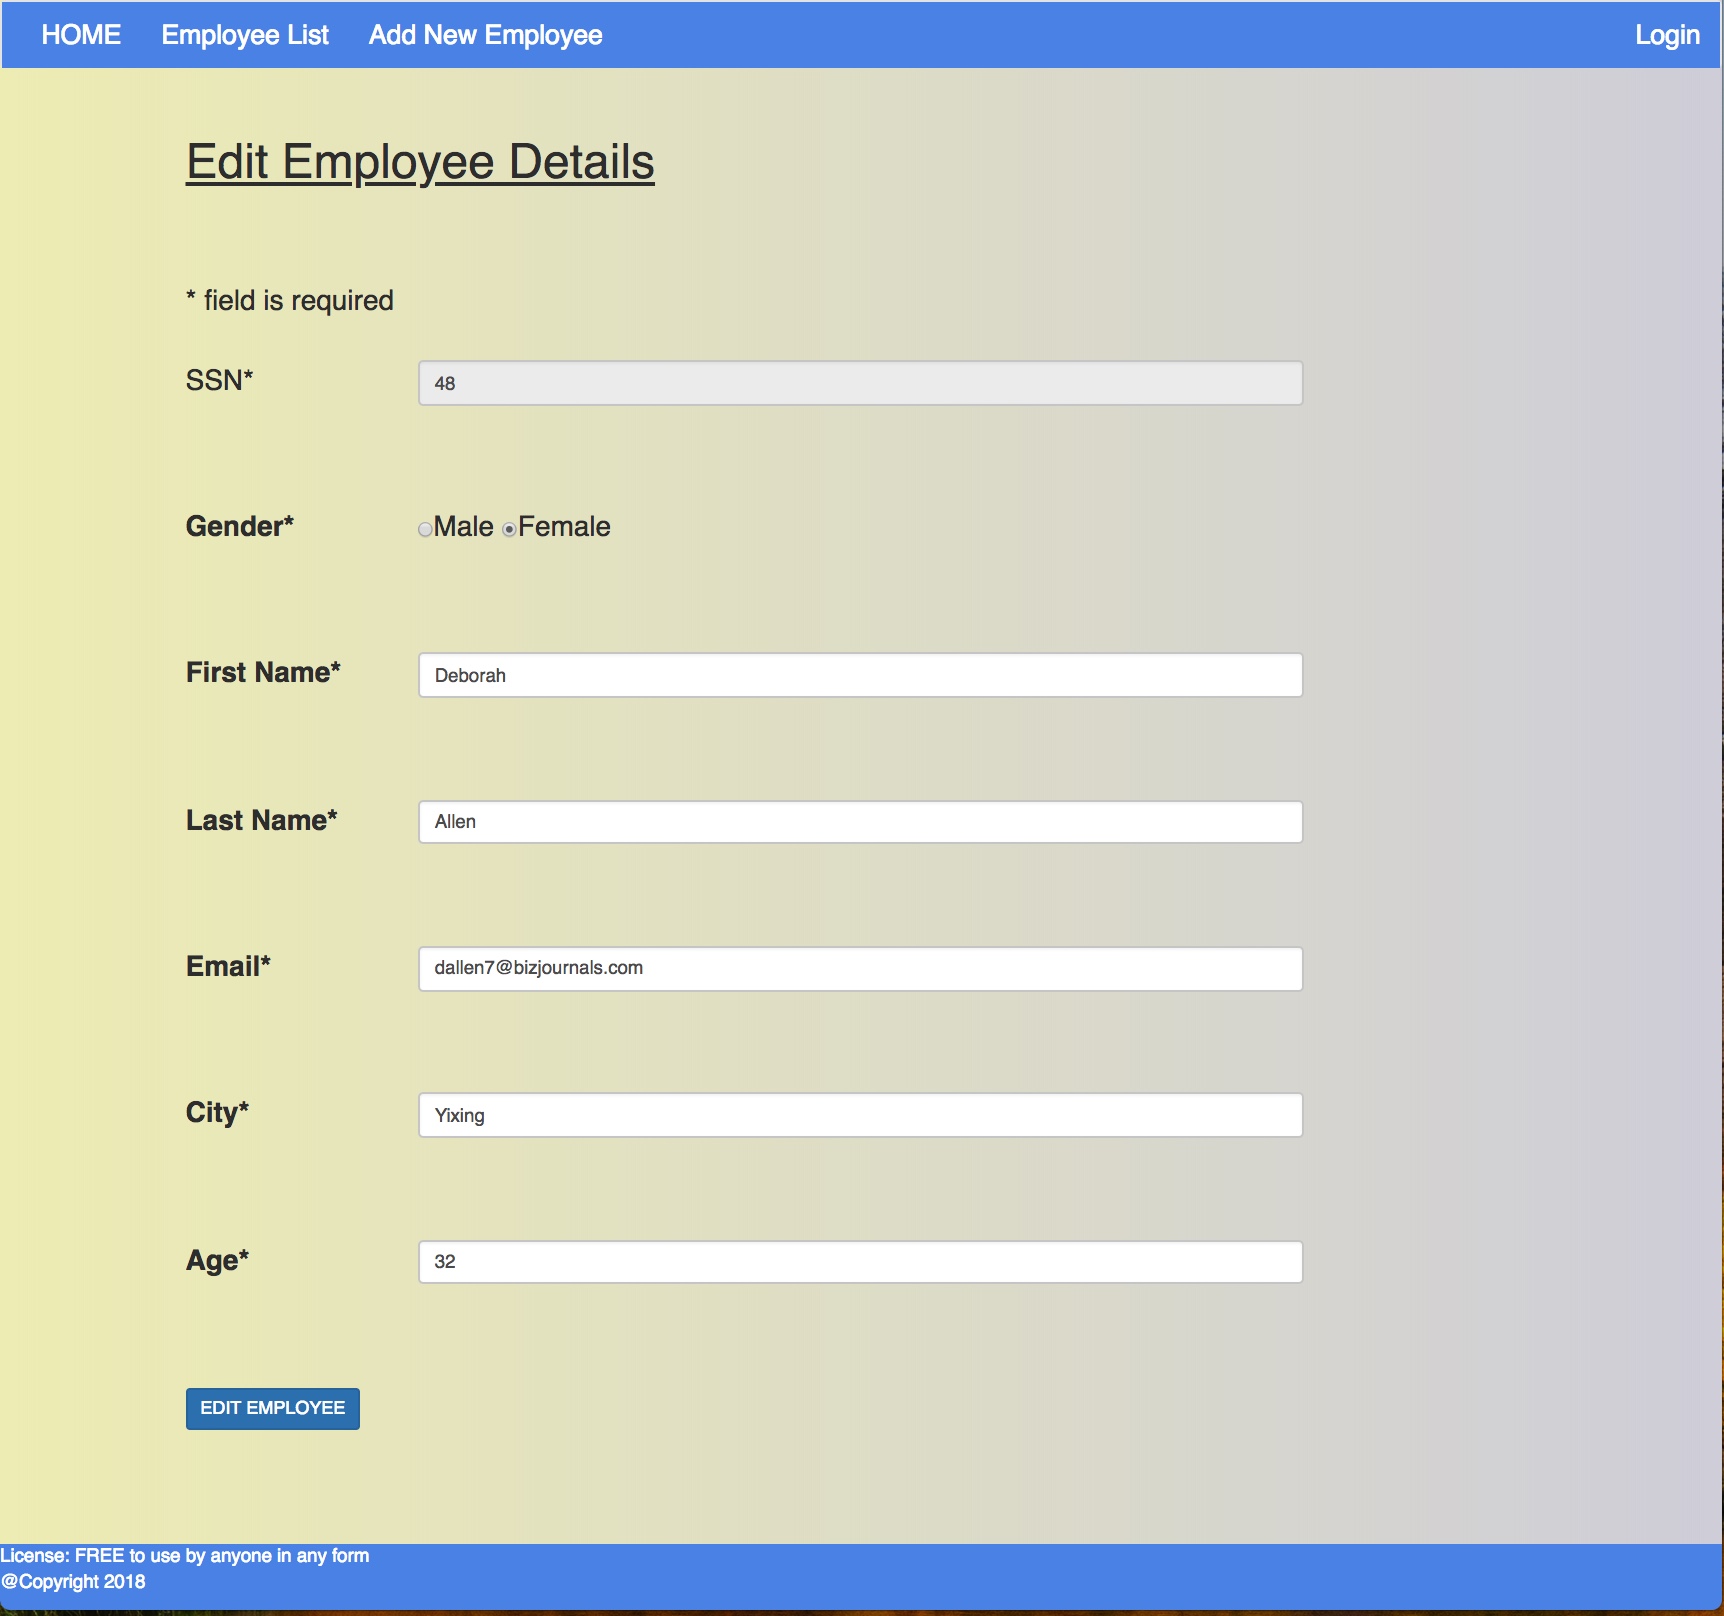 HOME Employee List Add New Employee Login
Edit Employee Details
* field is required
SSN* 48
Gender* Male Female
First Name* Deborah
Last Name* Allen
Email* dallen7@bizjournals.com
City* Yixing
Age* 32
EDIT EMPLOYEE
License: FREE to use by anyone in any form
@Copyright 2018